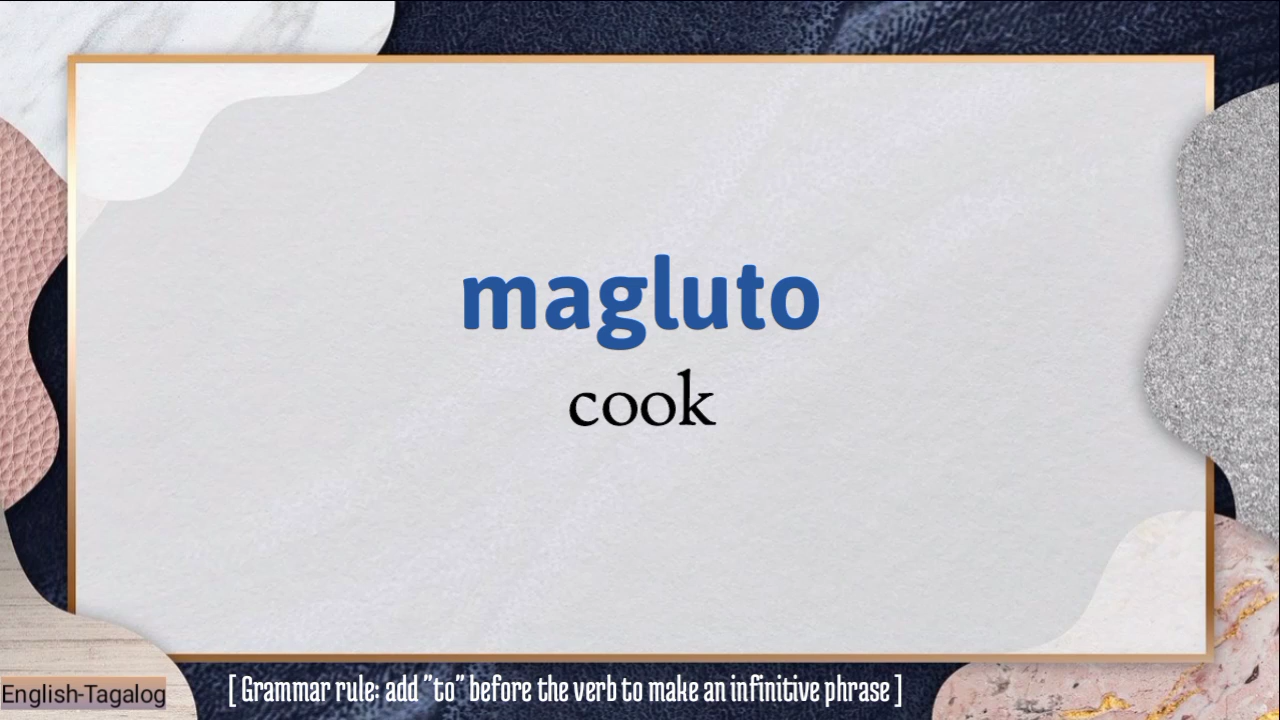 magluto
cook
English-Tagalog
[ Grammar rule: add "to" before the verb to make an infinitive phrase ]